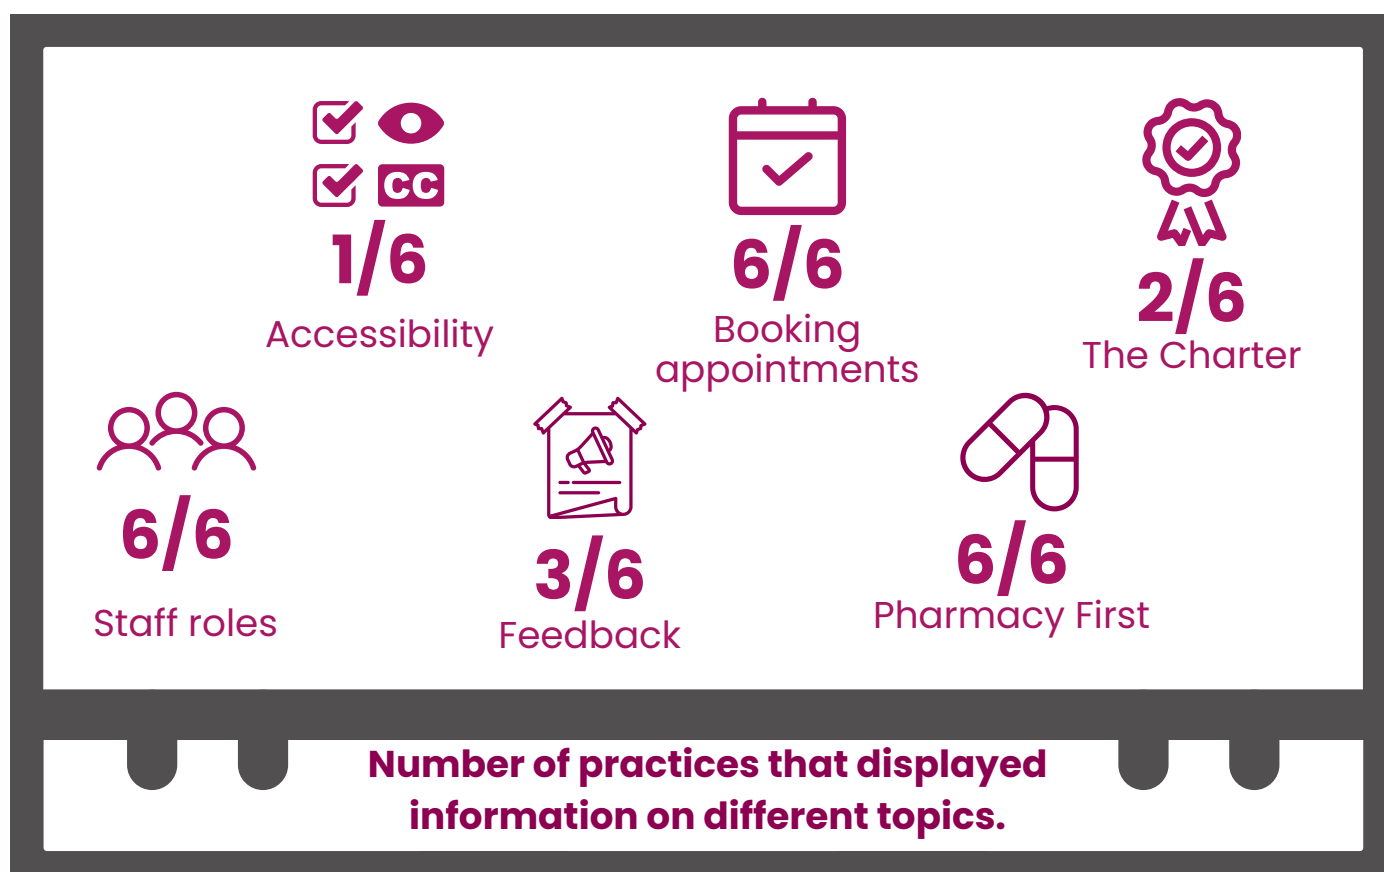 CC
1/6
Accessibility
6/6
Booking
appointments
2/6
The Charter
6/6
Staff roles
3/6
Feedback
6/6
Pharmacy First
Number of practices that displayed
information on different topics.